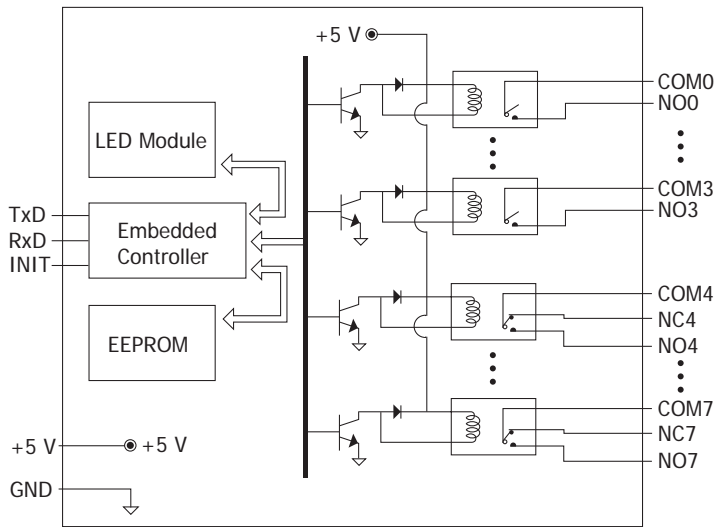 +5 V
COM0
NO0
LED Module
COM3
NO3
TxD
RxD
INIT
Embedded
Controller
COM4
NC4
NO4
EEPROM
COM7
NC7
NO7
+5 V
+5 V
GND